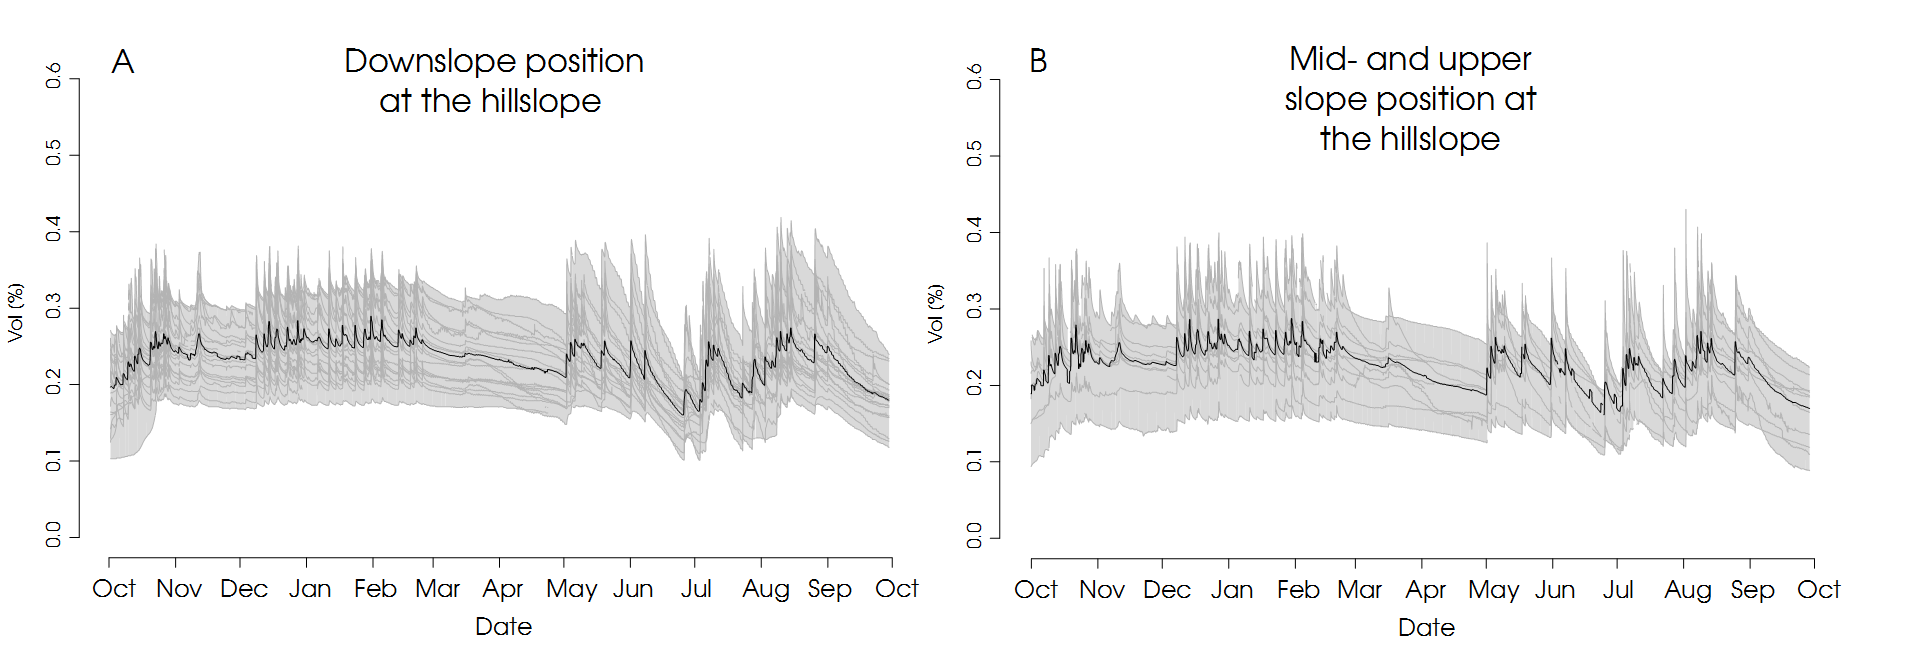 A
Downslope position
at the hillslope
Vol (%)
0.6
0.5
0.4
0.3
0.2
0.1
0.0
Oct Nov Dec Jan Feb Mar Apr May Jun Jul Aug Sep Oct
Date
B
Mid- and upper
slope position at
the hillslope
Vol (%)
0.6
0.5
0.4
0.3
0.2
0.1
0.0
Oct Nov Dec Jan Feb Mar Apr May Jun Jul Aug Sep Oct
Date